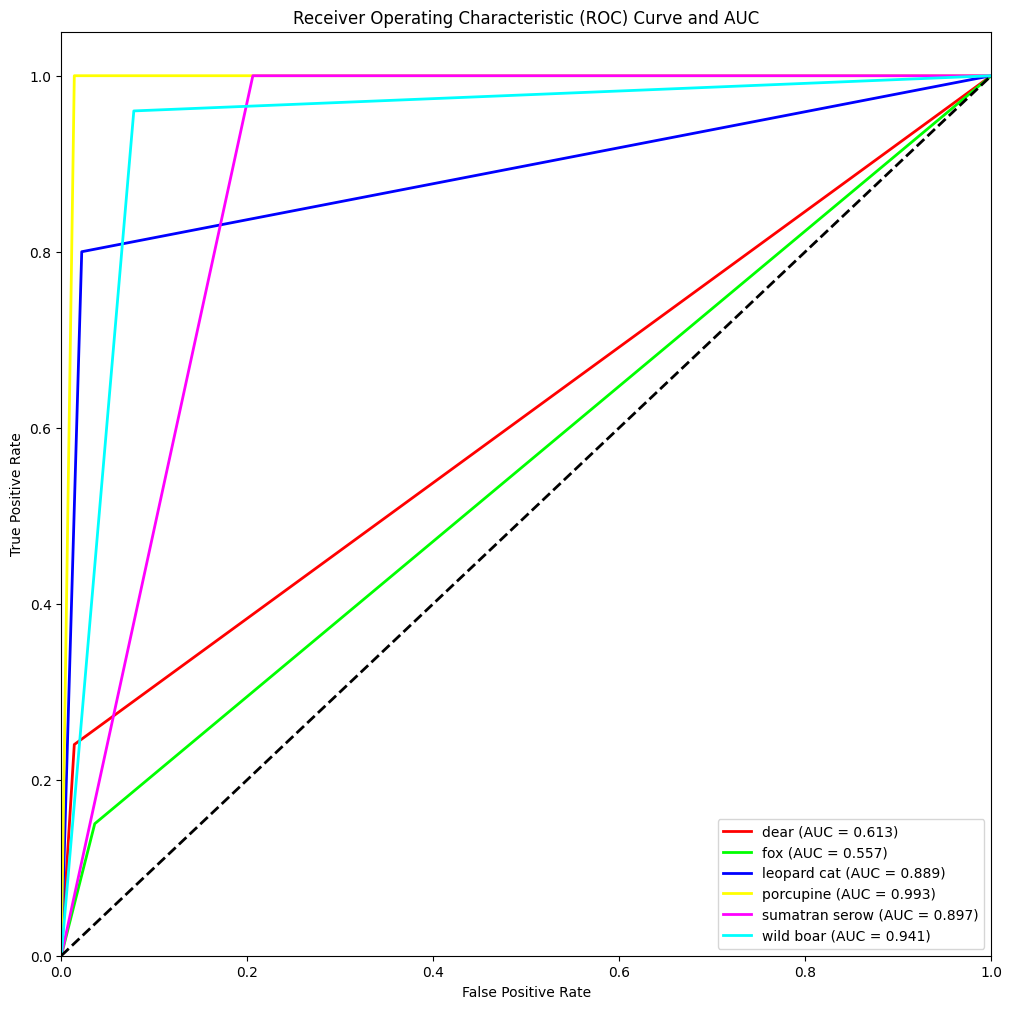 Receiver Operating Characteristic (ROC) Curve and AUC
1.0
0.8
0.6
0.4
0.2
0.0
True Positive Rate
0.0 0.2 0.4 0.6 0.8 1.0
False Positive Rate
dear (AUC = 0.613)
fox (AUC = 0.557)
leopard cat (AUC = 0.889)
porcupine (AUC = 0.993)
sumatran serow (AUC = 0.897)
wild boar (AUC = 0.941)